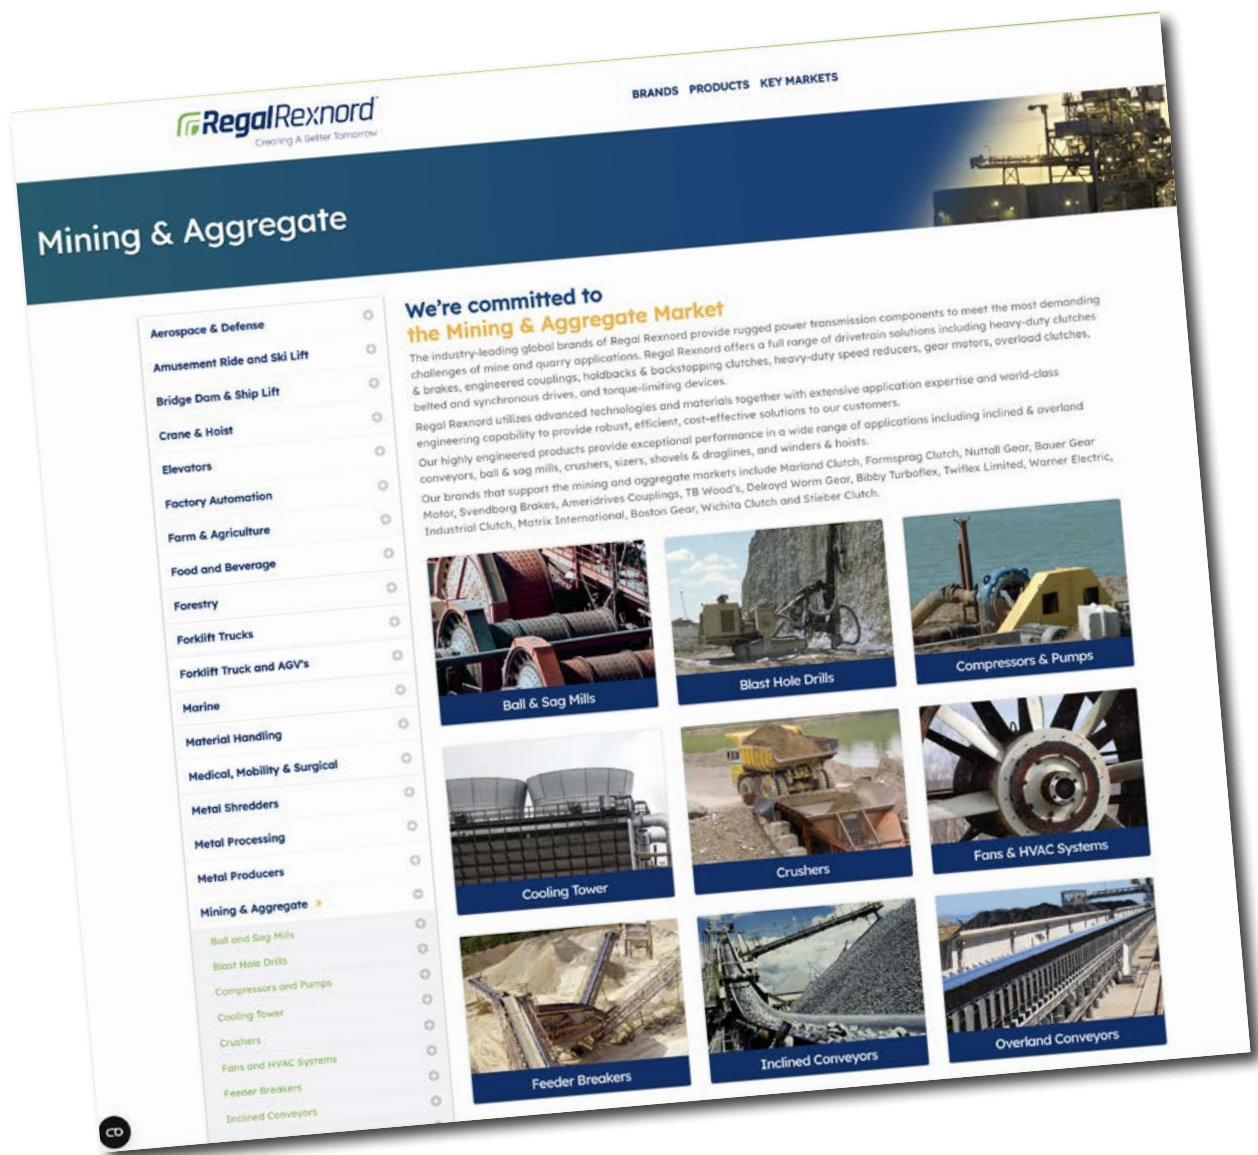 RegalRexnord
Creating A Better Tomorrow
BRANDS PRODUCTS KEY MARKETS
Mining & Aggregate
Aerospace & Defense
Amusement Ride and Ski Lift
Bridge Dam & Ship Lift
Crane & Hoist
Elevators
Factory Automation
Farm & Agriculture
Food and Beverage
Forestry
Forklift Trucks
Forklift Truck and AGV's
Marine
Material Handling
Medical, Mobility & Surgical
Metal Shredders
Metal Processing
Metal Producers
Mining & Aggregate »
Ball and Sag Mills
Blast Hole Drills
Compressors and Pumps
Cooling Tower
Crushers
Fans and HVAC Systems
Feeder Breakers
Inclined Conveyors
We're committed to
the Mining & Aggregate Market
The industry-leading global brands of Regal Rexnord provide rugged power transmission components to meet the most demanding
challenges of mine and quarry applications. Regal Rexnord offers a full range of drivetrain solutions including heavy-duty clutches
& brakes, engineered couplings, holdbacks & backstopping clutches, heavy-duty speed reducers, gear motors, overload clutches,
belted and synchronous drives, and torque-limiting devices.
Regal Rexnord utilizes advanced technologies and materials together with extensive application expertise and world-class
engineering capability to provide robust, efficient, cost-effective solutions to our customers.
Our highly engineered products provide exceptional performance in a wide range of applications including inclined & overland
conveyors, ball & sag mills, crushers, sizers, shovels & draglines, and winders & hoists.
Our brands that support the mining and aggregate markets include Marland Clutch, Formsprag Clutch, Nuttall Gear, Bauer Gear
Motor, Svendborg Brakes, Ameridrives Couplings, TB Wood's, Delroyd Worm Gear, Bibby Turboflex, Twiflex Limited, Warner Electric,
Industrial Clutch, Matrix International, Boston Gear, Wichita Clutch and Stieber Clutch.
Ball & Sag Mills
Blast Hole Drills
Compressors & Pumps
Cooling Tower
Crushers
Fans & HVAC Systems
Feeder Breakers
Inclined Conveyors
Overland Conveyors